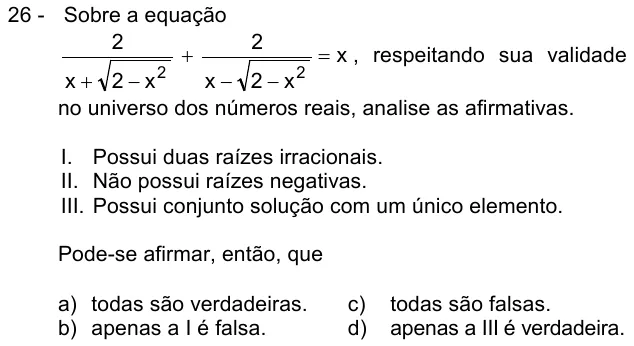 26 - Sobre a equação
2/(x+√(2−x²)) + 2/(x−√(2−x²)) = x , respeitando sua validade
no universo dos números reais, analise as afirmativas.
I. Possui duas raízes irracionais.
II. Não possui raízes negativas.
III. Possui conjunto solução com um único elemento.
Pode-se afirmar, então, que
a) todas são verdadeiras. c) todas são falsas.
b) apenas a I é falsa. d) apenas a III é verdadeira.